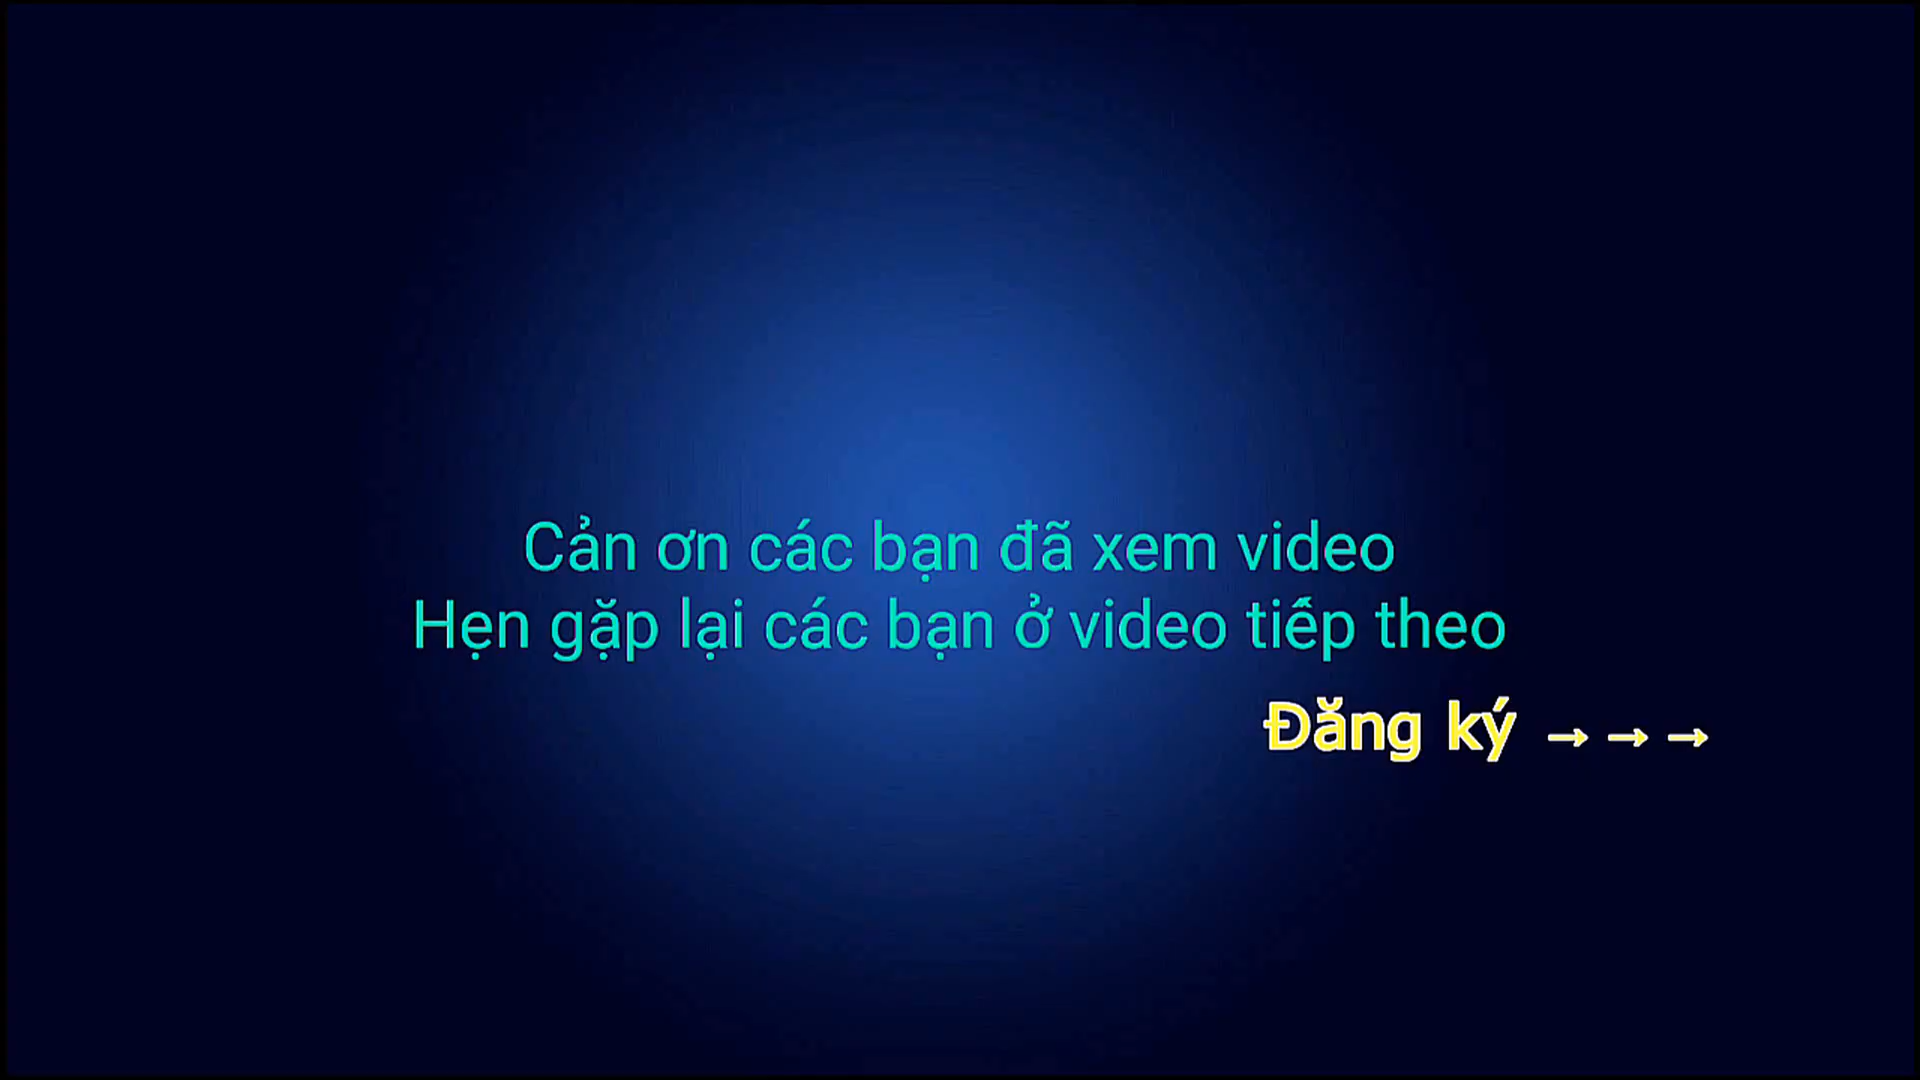 Cản ơn các bạn đã xem video
Hẹn gặp lại các bạn ở video tiếp theo
Đăng ký →→→